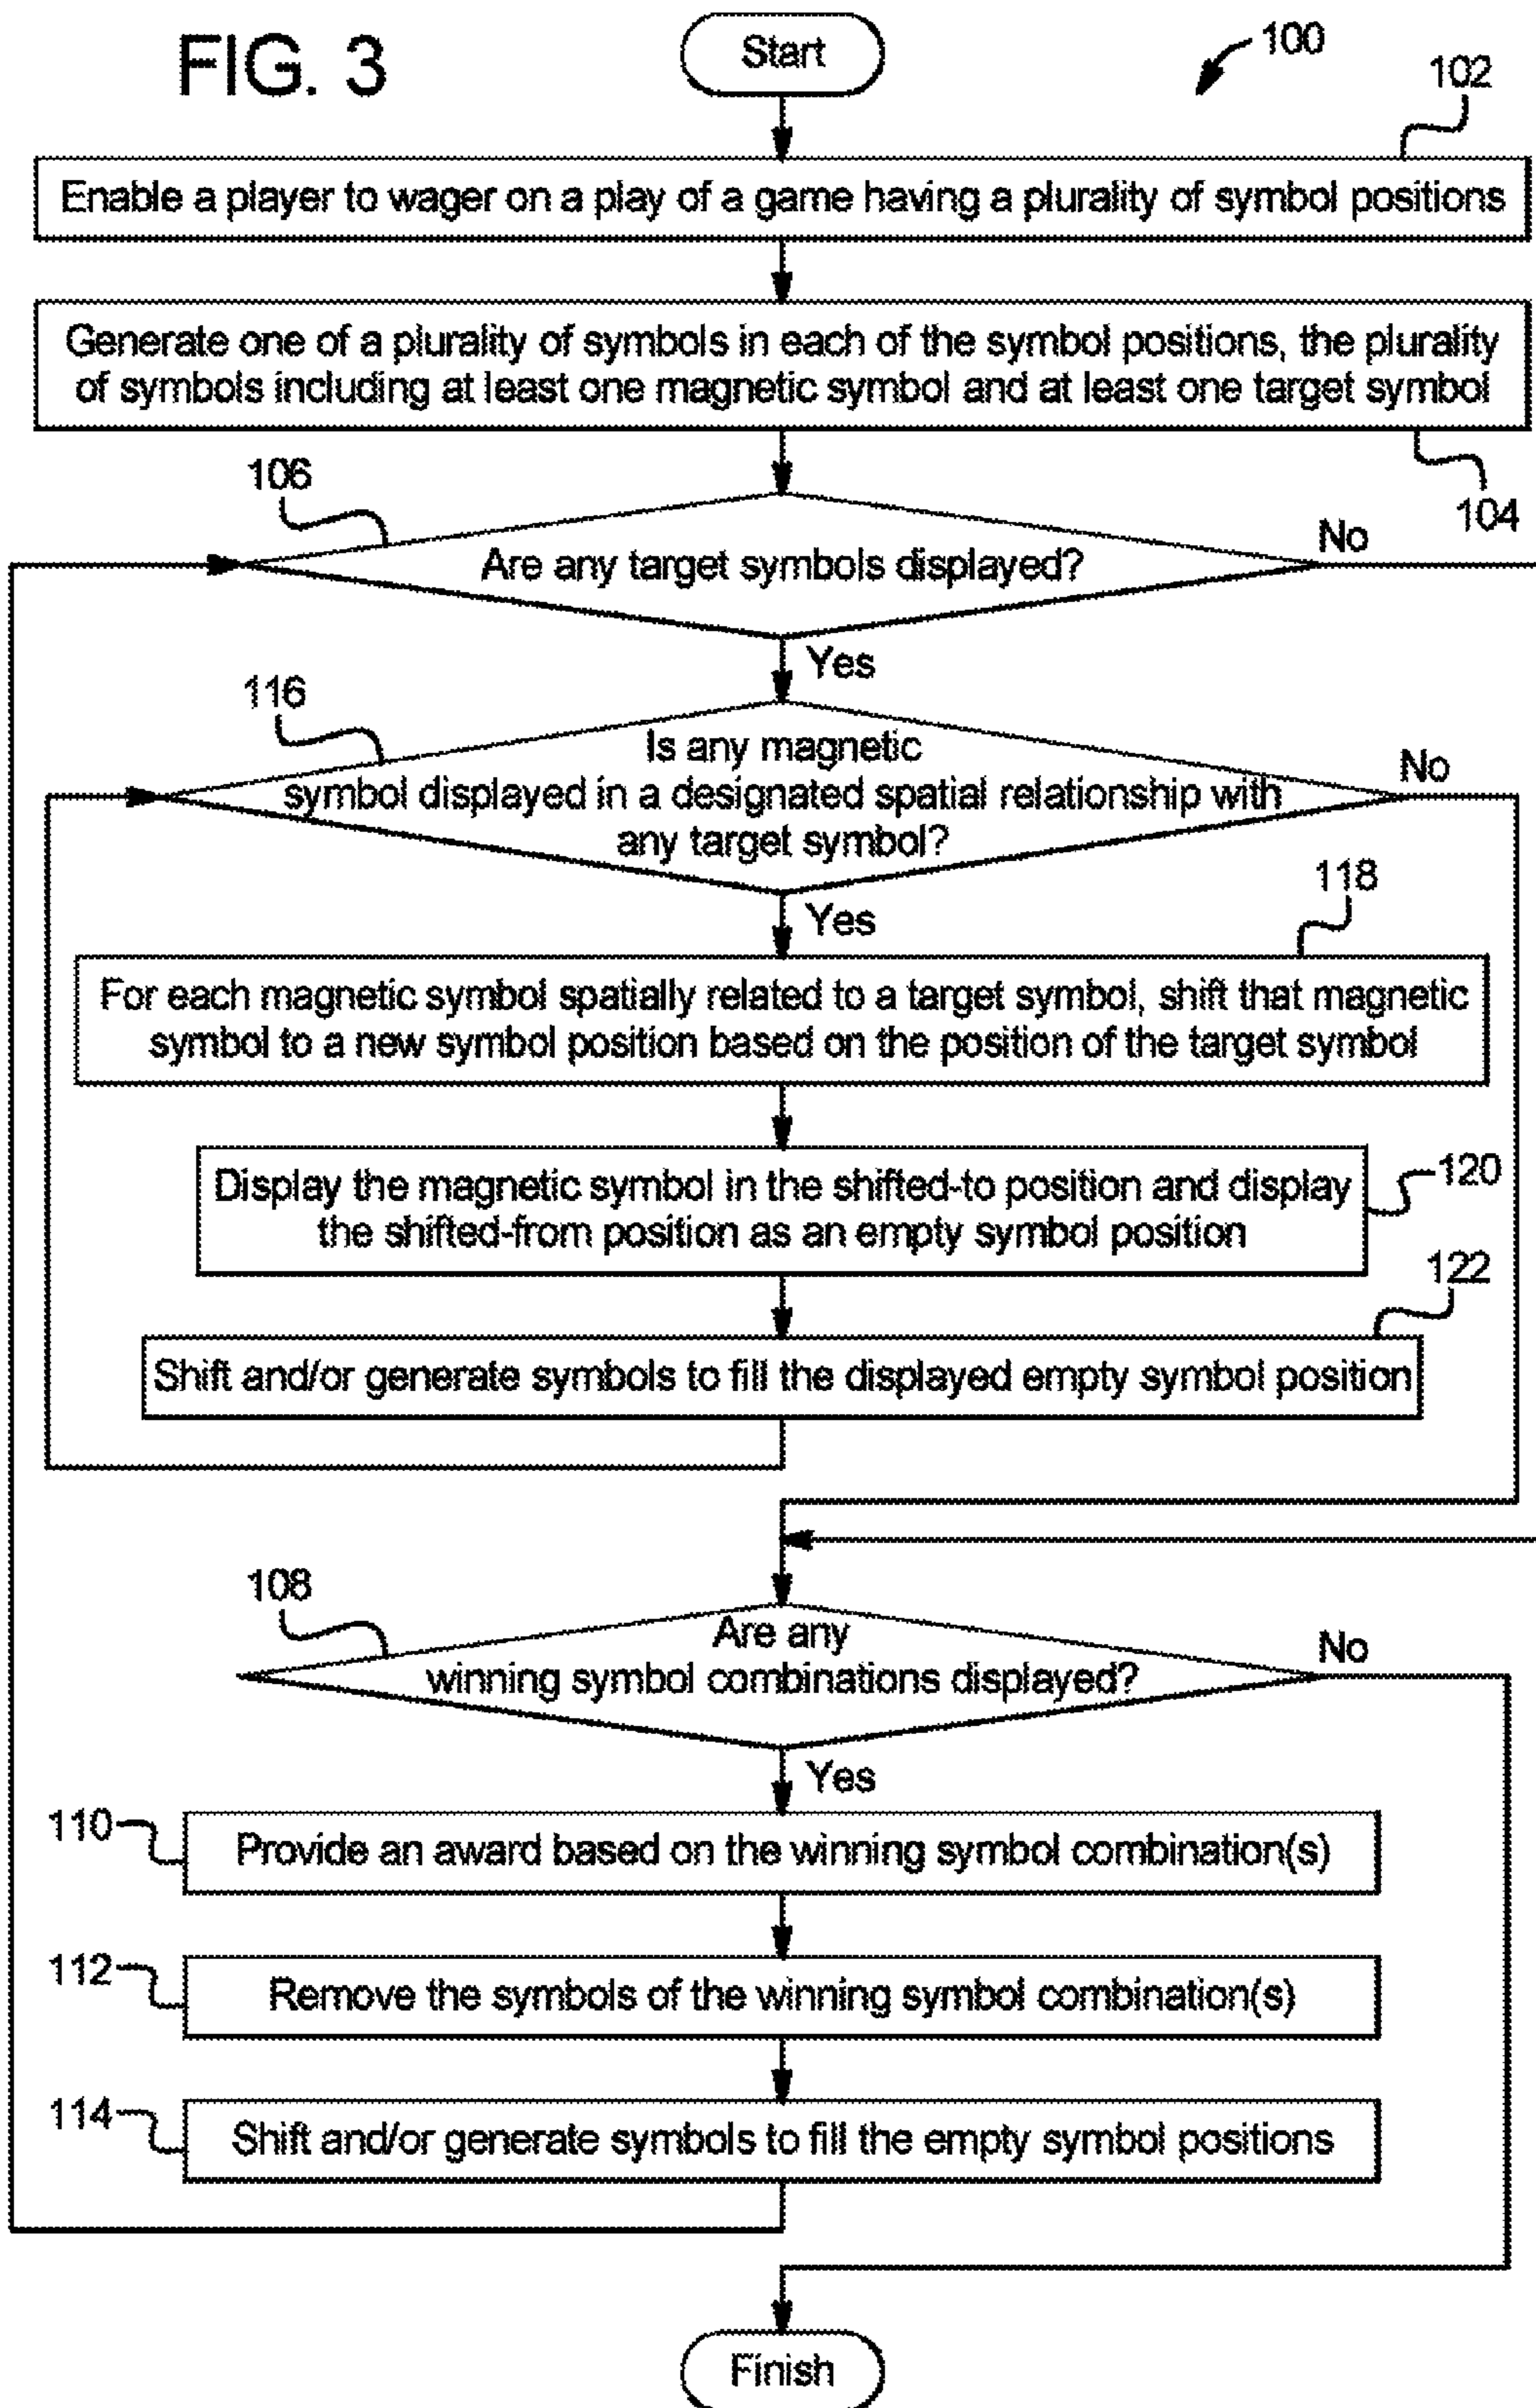 FIG. 3
Start
100
102
Enable a player to wager on a play of a game having a plurality of symbol positions
Generate one of a plurality of symbols in each of the symbol positions, the plurality
of symbols including at least one magnetic symbol and at least one target symbol
104
106
Are any target symbols displayed?
No
Yes
116
Is any magnetic
symbol displayed in a designated spatial relationship with
any target symbol?
No
Yes
118
For each magnetic symbol spatially related to a target symbol, shift that magnetic
symbol to a new symbol position based on the position of the target symbol
Display the magnetic symbol in the shifted-to position and display
the shifted-from position as an empty symbol position
120
122
Shift and/or generate symbols to fill the displayed empty symbol position
108
Are any
winning symbol combinations displayed?
No
Yes
110
Provide an award based on the winning symbol combination(s)
112
Remove the symbols of the winning symbol combination(s)
114
Shift and/or generate symbols to fill the empty symbol positions
Finish